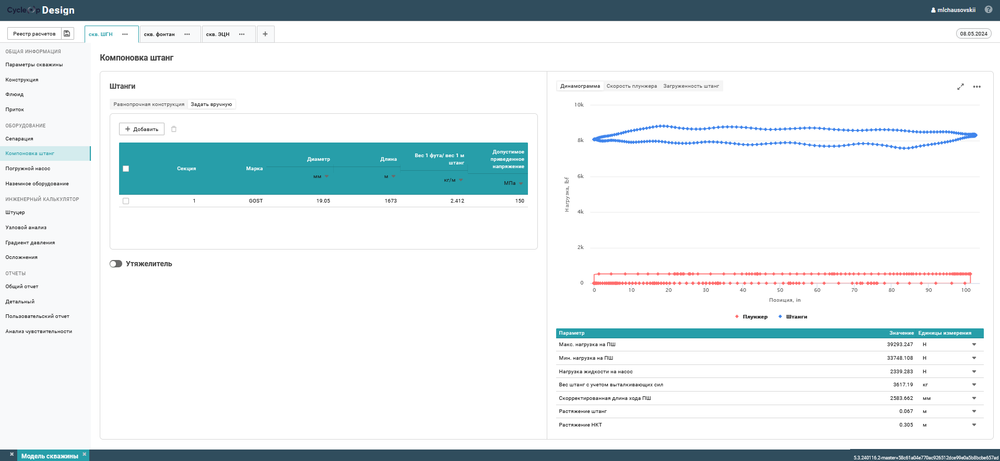 CycleOp Design
mlchausovskii
?
Реестр расчетов
скв. ШГН ••• скв. фонтан ••• скв. ЭЦН ••• +
08.05.2024
ОБЩАЯ ИНФОРМАЦИЯ
Параметры скважины
Конструкция
Флюид
Приток
ОБОРУДОВАНИЕ
Сепарация
Компоновка штанг
Погружной насос
Наземное оборудование
ИНЖЕНЕРНЫЙ КАЛЬКУЛЯТОР
Штуцер
Узловой анализ
Градиент давления
Осложнения
ОТЧЕТЫ
Общий отчет
Детальный
Пользовательский отчет
Анализ чувствительности
Компоновка штанг
Штанги
Равнопрочная конструкция Задать вручную
+ Добавить
Секция Марка Диаметр Длина Вес 1 фута/ вес 1 м штанг Допустимое приведенное напряжение
мм м кг/м МПа
1 GOST 19.05 1673 2.412 150
Утяжелитель
Динамограмма Скорость плунжера Загруженность штанг
•••
10k
8k
6k
4k
2k
0
Нагрузка, lbf
0 10 20 30 40 50 60 70 80 90 100
Позиция, in
Плунжер Штанги
Параметр Значение Единицы измерения
Макс. нагрузка на ПШ 39293.247 Н
Мин. нагрузка на ПШ 33748.108 Н
Нагрузка жидкости на насос 2339.283 Н
Вес штанг с учетом выталкивающих сил 3617.19 кг
Скорректированная длина хода ПШ 2583.662 мм
Растяжение штанг 0.067 м
Растяжение НКТ 0.305 м
Модель скважины
5.3.240116.2-master+58c61a04e770ac926512dce99e0a5b8bcbe657ad